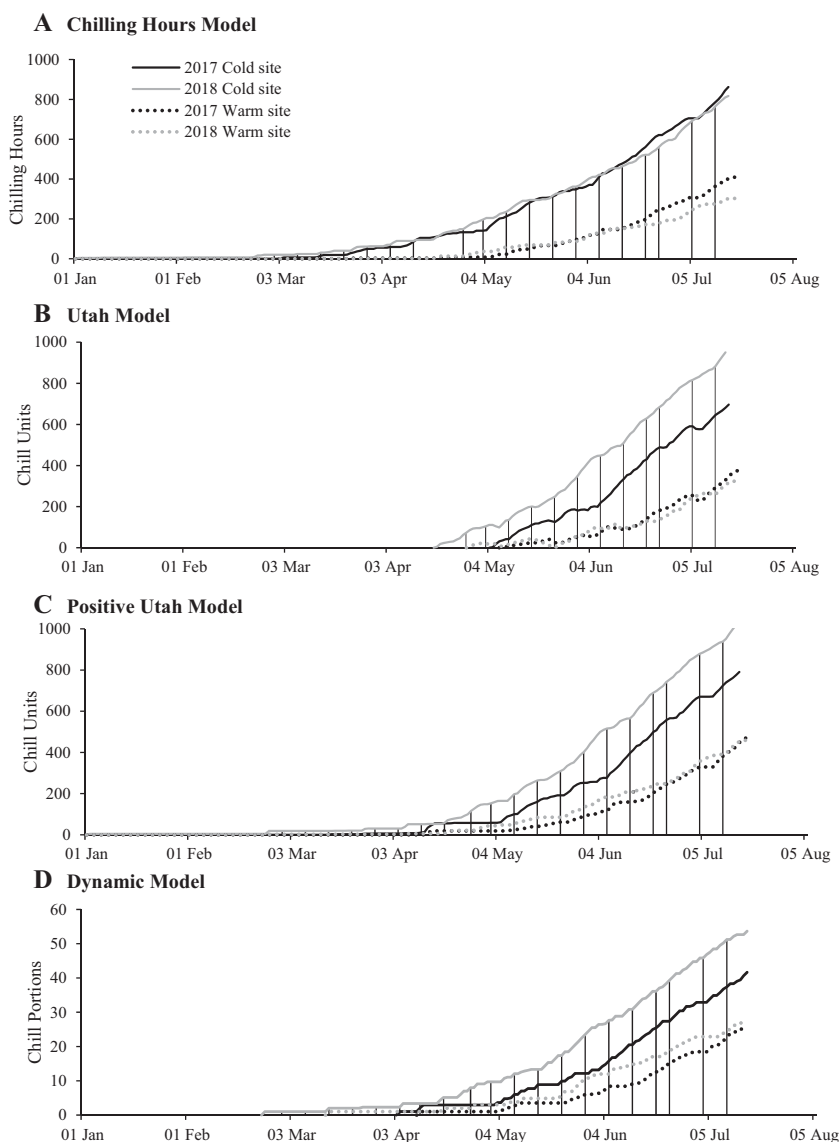 A Chilling Hours Model
1000
800
600
400
200
0
Chilling Hours
2017 Cold site
2018 Cold site
2017 Warm site
2018 Warm site
01 Jan 01 Feb 03 Mar 03 Apr 04 May 04 Jun 05 Jul 05 Aug
B Utah Model
1000
800
600
400
200
0
Chill Units
01 Jan 01 Feb 03 Mar 03 Apr 04 May 04 Jun 05 Jul 05 Aug
C Positive Utah Model
1000
800
600
400
200
0
Chill Units
01 Jan 01 Feb 03 Mar 03 Apr 04 May 04 Jun 05 Jul 05 Aug
D Dynamic Model
60
50
40
30
20
10
0
Chill Portions
01 Jan 01 Feb 03 Mar 03 Apr 04 May 04 Jun 05 Jul 05 Aug